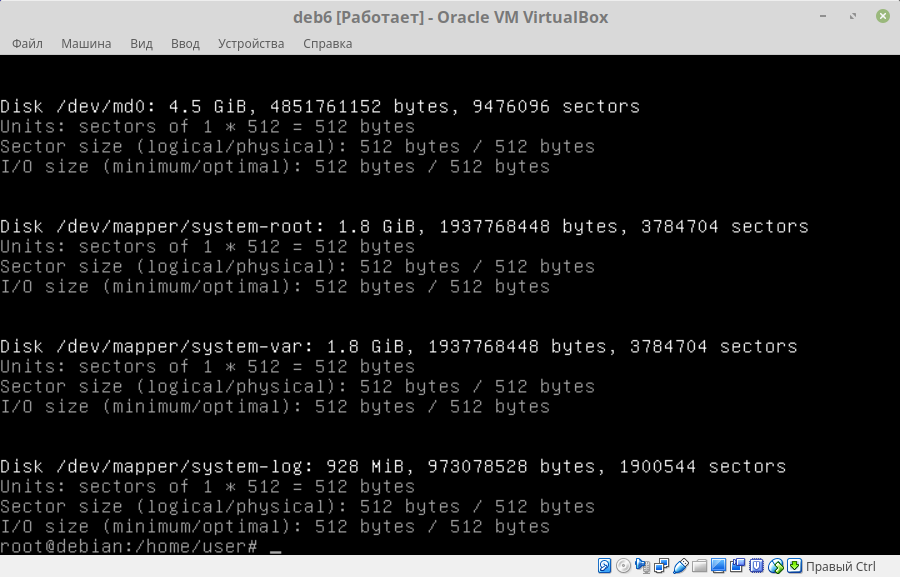 deb6 [Работает] - Oracle VM VirtualBox
Файл Машина Вид Ввод Устройства Справка
Disk /dev/md0: 4.5 GiB, 4851761152 bytes, 9476096 sectors
Units: sectors of 1 * 512 = 512 bytes
Sector size (logical/physical): 512 bytes / 512 bytes
I/O size (minimum/optimal): 512 bytes / 512 bytes
Disk /dev/mapper/system-root: 1.8 GiB, 1937768448 bytes, 3784704 sectors
Units: sectors of 1 * 512 = 512 bytes
Sector size (logical/physical): 512 bytes / 512 bytes
I/O size (minimum/optimal): 512 bytes / 512 bytes
Disk /dev/mapper/system-var: 1.8 GiB, 1937768448 bytes, 3784704 sectors
Units: sectors of 1 * 512 = 512 bytes
Sector size (logical/physical): 512 bytes / 512 bytes
I/O size (minimum/optimal): 512 bytes / 512 bytes
Disk /dev/mapper/system-log: 928 MiB, 973078528 bytes, 1900544 sectors
Units: sectors of 1 * 512 = 512 bytes
Sector size (logical/physical): 512 bytes / 512 bytes
I/O size (minimum/optimal): 512 bytes / 512 bytes
root@debian:/home/user# _
Правый Ctrl